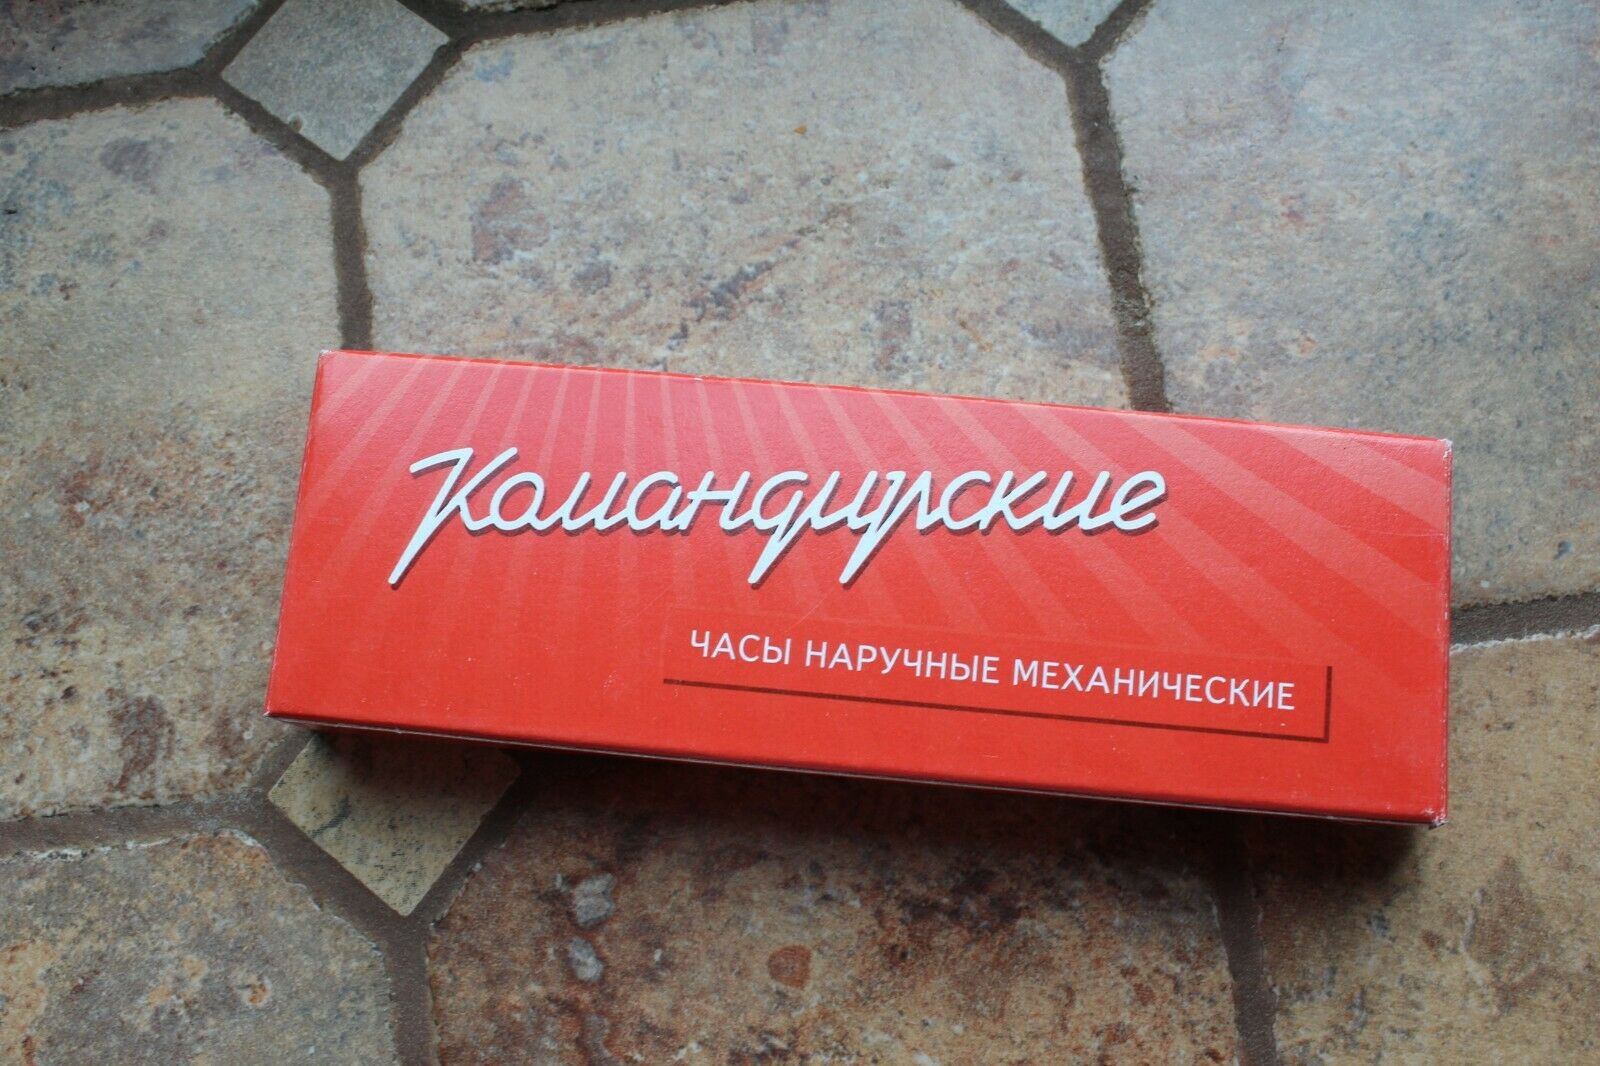 Командирские
ЧАСЫ НАРУЧНЫЕ МЕХАНИЧЕСКИЕ